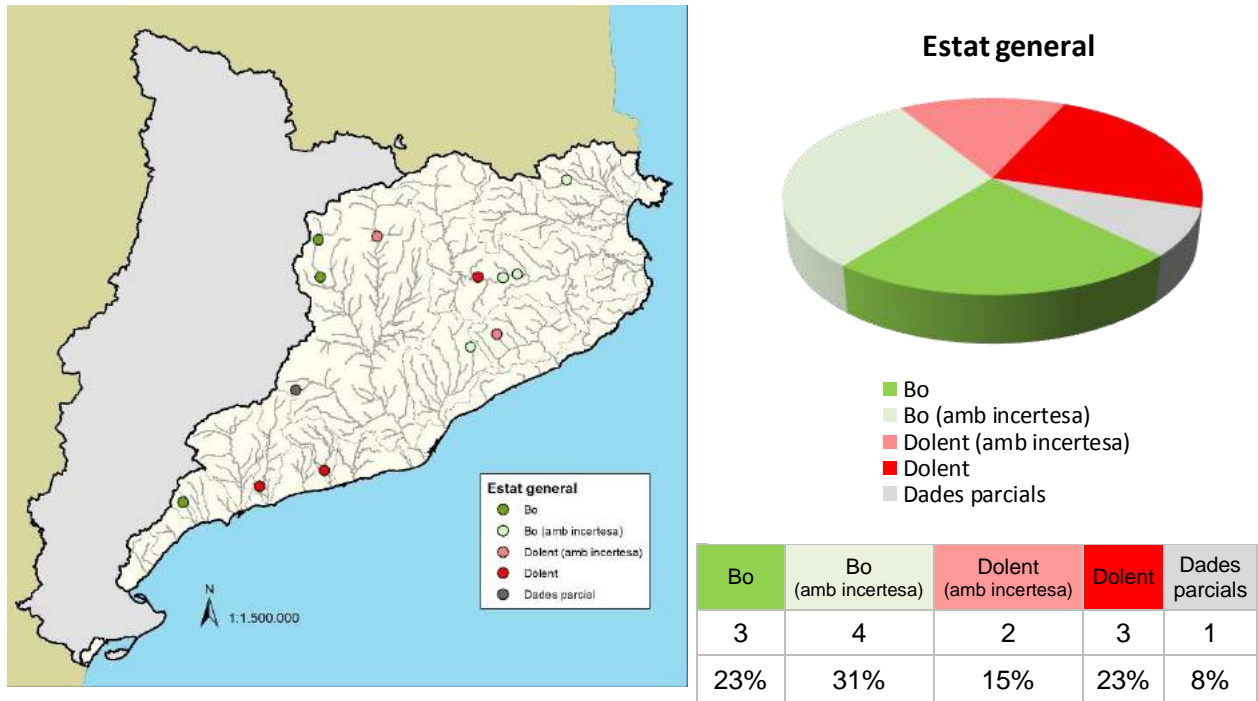 Estat general
Bo
Bo (amb incertesa)
Dolent (amb incertesa)
Dolent
Dades parcial
N
1:1.500.000
Estat general
Bo
Bo (amb incertesa)
Dolent (amb incertesa)
Dolent
Dades parcials
Bo Bo (amb incertesa) Dolent (amb incertesa) Dolent Dades parcials
3 4 2 3 1
23% 31% 15% 23% 8%